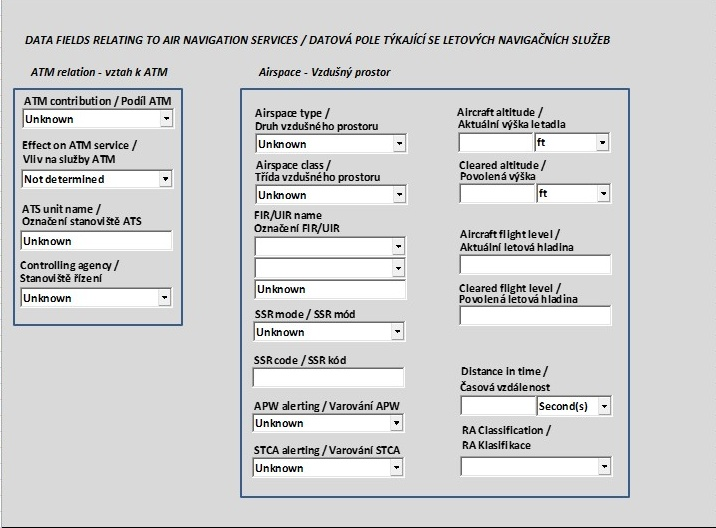 DATA FIELDS RELATING TO AIR NAVIGATION SERVICES / DATOVÁ POLE TÝKAJÍCÍ SE LETOVÝCH NAVIGAČNÍCH SLUŽEB
ATM relation - vztah k ATM
ATM contribution / Podíl ATM
Unknown
Effect on ATM service /
Vliv na služby ATM
Not determined
ATS unit name /
Označení stanoviště ATS
Unknown
Controlling agency /
Stanoviště řízení
Unknown
Airspace - Vzdušný prostor
Airspace type /
Druh vzdušného prostoru
Unknown
Airspace class /
Třída vzdušného prostoru
Unknown
FIR/UIR name
Označení FIR/UIR
Unknown
SSR mode / SSR mód
Unknown
SSR code / SSR kód
APW alerting / Varování APW
Unknown
STCA alerting / Varování STCA
Unknown
Aircraft altitude /
Aktuální výška letadla
ft
Cleared altitude /
Povolená výška
ft
Aircraft flight level /
Aktuální letová hladina
Cleared flight level /
Povolená letová hladina
Distance in time /
Časová vzdálenost
Second(s)
RA Classification /
RA Klasifikace